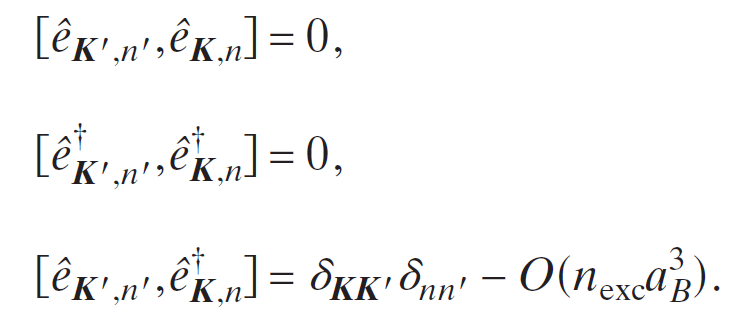 [ê_{K′,n′}, ê_{K,n}] = 0,
[ê†_{K′,n′}, ê†_{K,n}] = 0,
[ê_{K′,n′}, ê†_{K,n}] = δ_{KK′} δ_{nn′} − O(n_{exc}a_B^3).